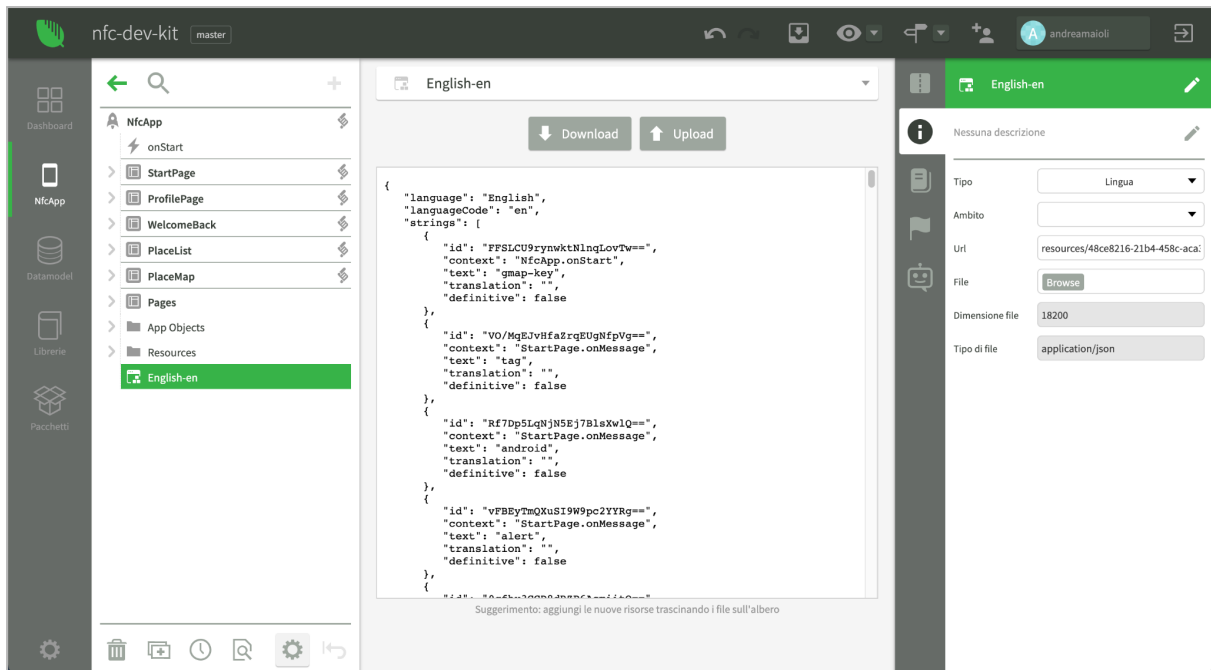 nfc-dev-kit master
A andreamaioli
Dashboard
NfcApp
Datamodel
Librerie
Pacchetti
NfcApp
onStart
StartPage
ProfilePage
WelcomeBack
PlaceList
PlaceMap
Pages
App Objects
Resources
English-en
English-en
Download Upload
{
"language": "English",
"languageCode": "en",
"strings": [
{
"id": "FFSLCU9rynwktNlnqLovTw==",
"context": "NfcApp.onStart",
"text": "gmap-key",
"translation": "",
"definitive": false
},
{
"id": "VO/MqEJvHfaZrqEUgNfpVg==",
"context": "StartPage.onMessage",
"text": "tag",
"translation": "",
"definitive": false
},
{
"id": "Rf7Dp5LqNjN5Ej7BlsXwlQ==",
"context": "StartPage.onMessage",
"text": "android",
"translation": "",
"definitive": false
},
{
"id": "vFBEyTmQXuSI9W9pc2YYRg==",
"context": "StartPage.onMessage",
"text": "alert",
"translation": "",
"definitive": false
},
{
Suggerimento: aggiungi le nuove risorse trascinando i file sull'albero
English-en
Nessuna descrizione
Tipo Lingua
Ambito
Url resources/48ce8216-21b4-458c-aca
File Browse
Dimensione file 18200
Tipo di file application/json